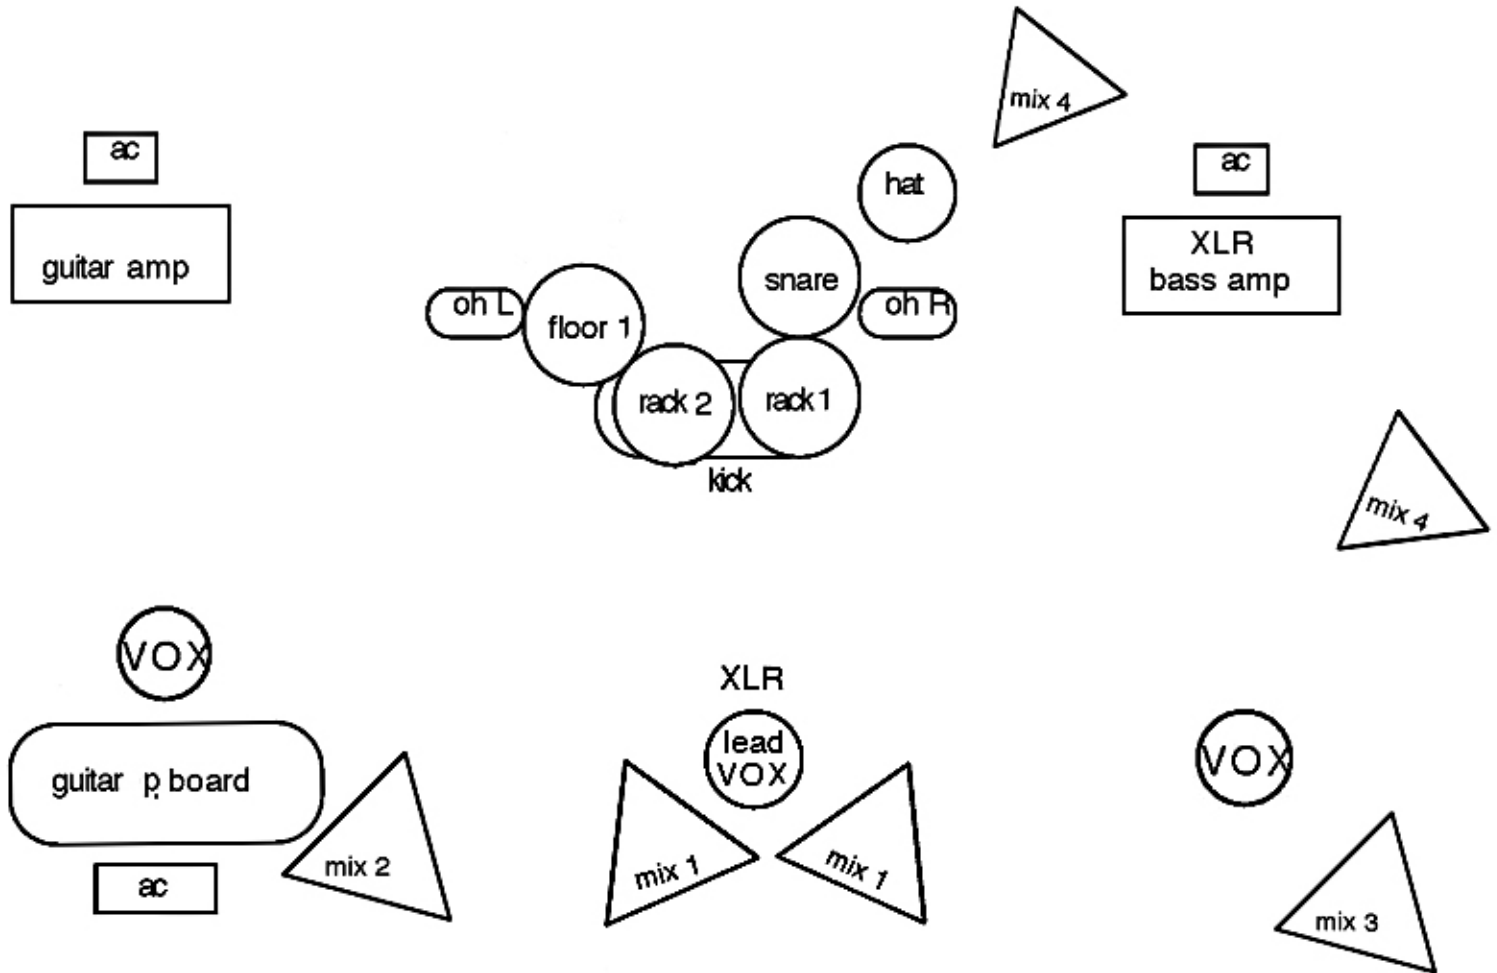 mix 4
ac
ac
hat
guitar amp
XLR
bass amp
snare
oh L
floor 1
oh R
rack 2
rack 1
kick
mix 4
VOX
XLR
lead
VOX
VOX
guitar p. board
mix 2
ac
mix 1
mix 1
mix 3